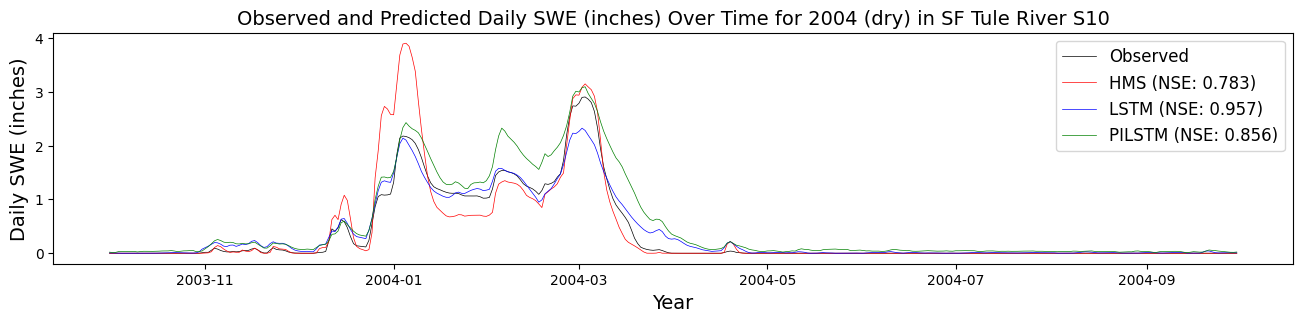 Observed and Predicted Daily SWE (inches) Over Time for 2004 (dry) in SF Tule River S10
Daily SWE (inches)
4
3
2
1
0
Observed
HMS (NSE: 0.783)
LSTM (NSE: 0.957)
PILSTM (NSE: 0.856)
2003-11
2004-01
2004-03
2004-05
2004-07
2004-09
Year